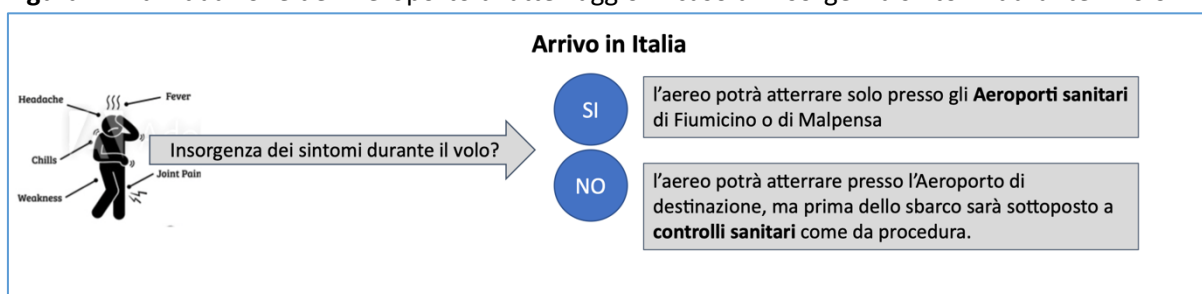 Arrivo in Italia
Headache
Fever
Chills
Weakness
Joint Pain
Insorgenza dei sintomi durante il volo?
SI
l’aereo potrà atterrare solo presso gli Aeroporti sanitari
di Fiumicino o di Malpensa
NO
l’aereo potrà atterrare presso l’Aeroporto di
destinazione, ma prima dello sbarco sarà sottoposto a
controlli sanitari come da procedura.